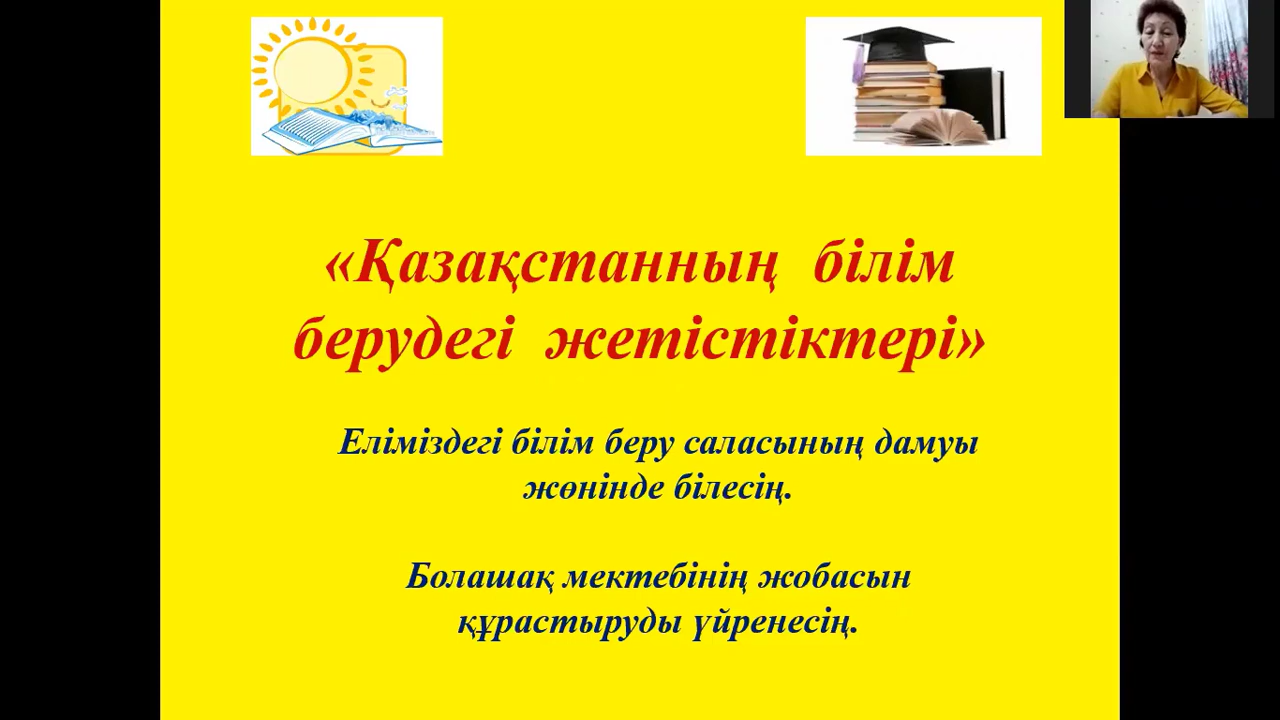 «Қазақстанның білім
берудегі жетістіктері»
Еліміздегі білім беру саласының дамуы
жөнінде білесің.
Болашақ мектебінің жобасын
құрастыруды үйренесің.